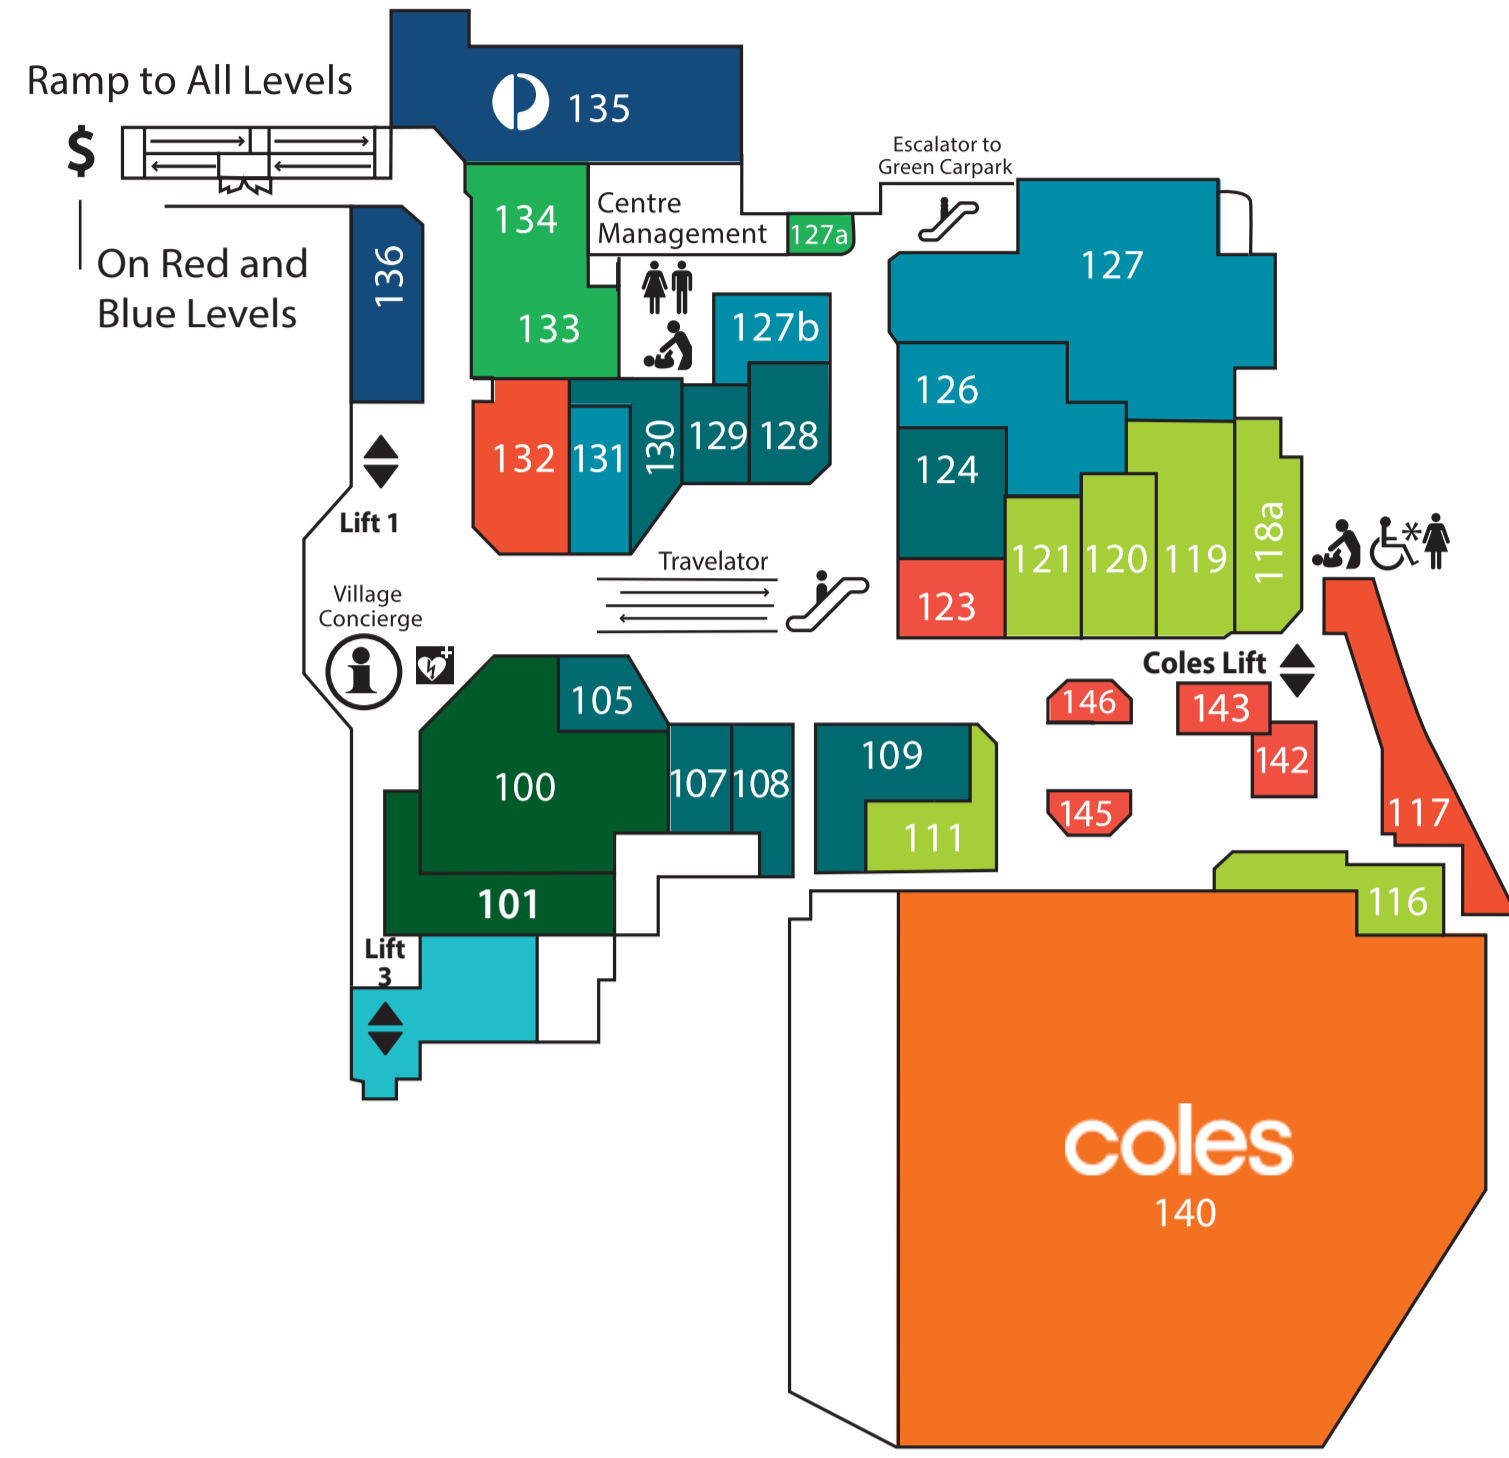 Ramp to All Levels
$
On Red and
Blue Levels
135
Escalator to
Green Carpark
134
Centre
Management
127a
136
127
133
127b
126
132
131
130
129
128
124
Lift 1
121
120
119
118a
*
Travelator
123
Village
Concierge
i
Coles Lift
105
146
143
100
107
108
109
142
145
111
117
101
116
Lift
3
coles
140